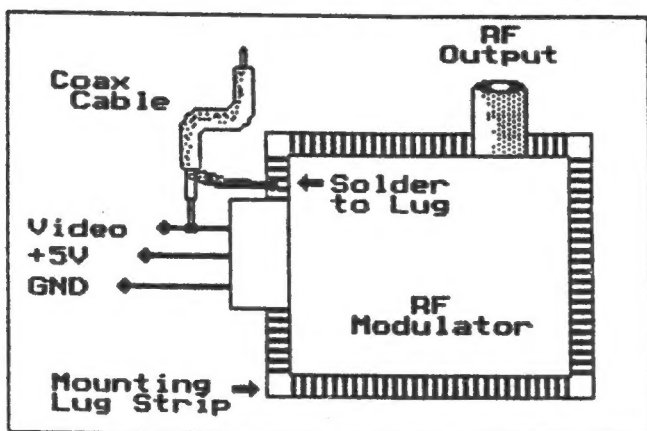 RF
Output
Coax
Cable
Solder
to Lug
Video
+5V
GND
RF
Modulator
Mounting
Lug Strip